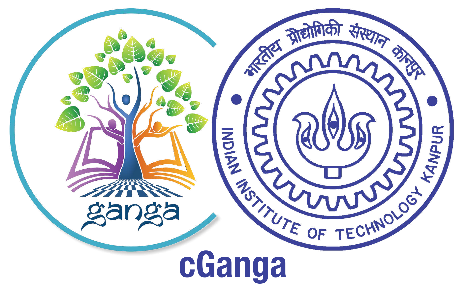 ganga
भारतीय प्रौद्योगिकी संस्थान कानपुर
INDIAN INSTITUTE OF TECHNOLOGY KANPUR
cGanga